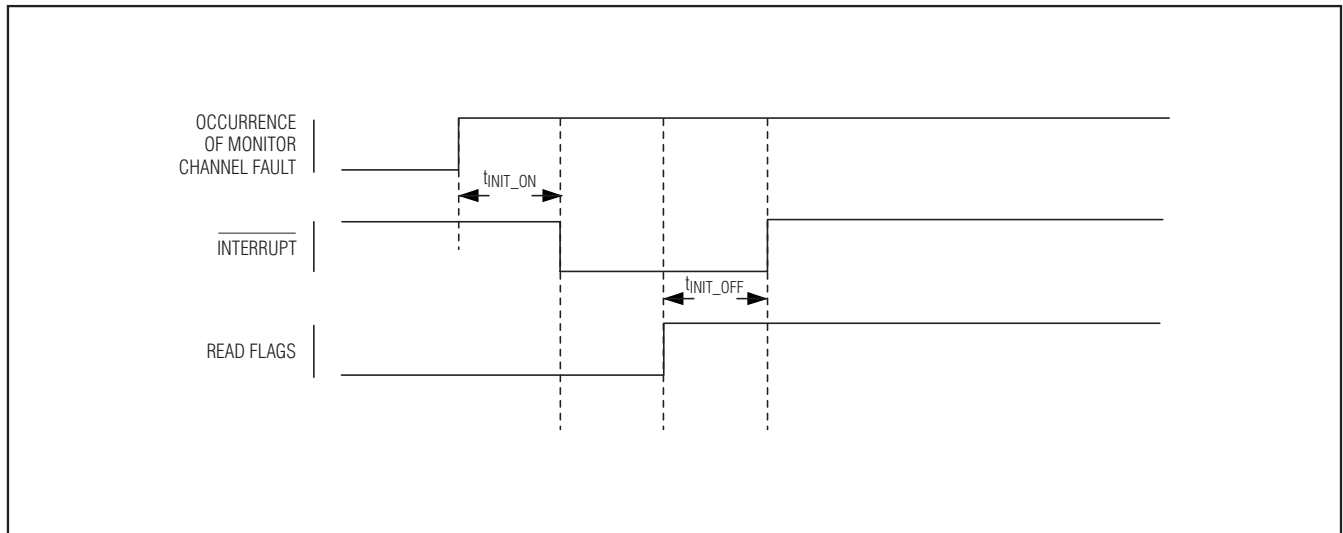 OCCURRENCE
OF MONITOR
CHANNEL FAULT
tINIT_ON
INTERRUPT
tINIT_OFF
READ FLAGS